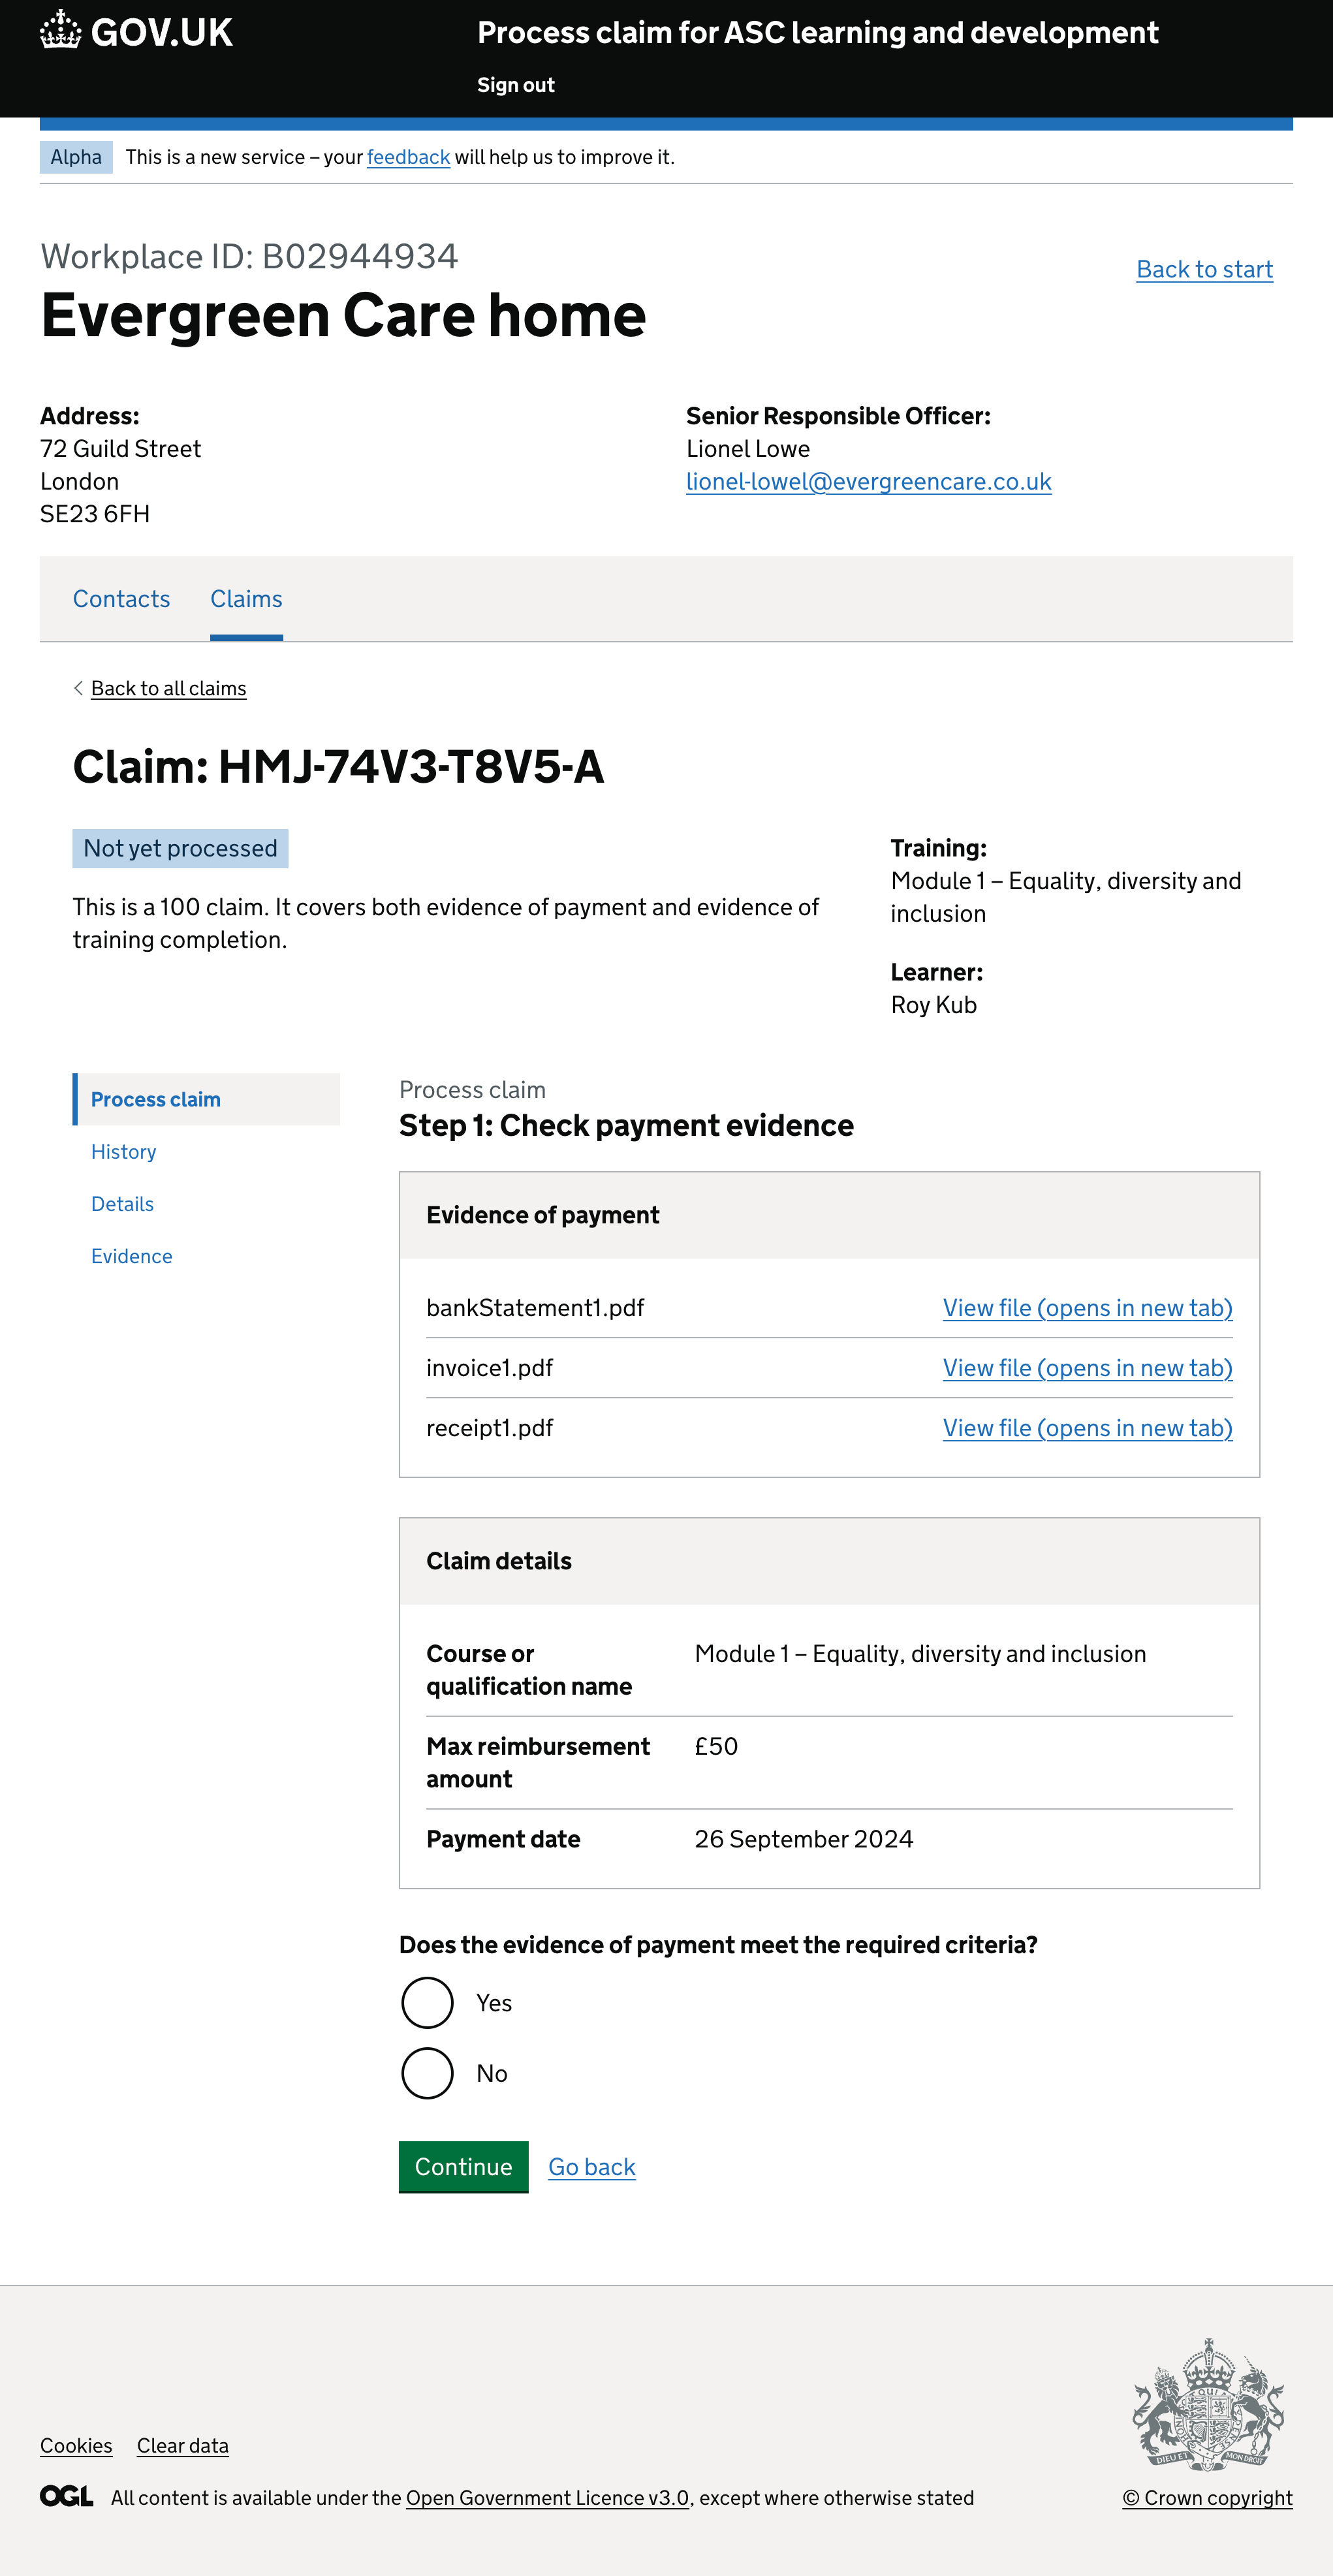 GOV.UK
Process claim for ASC learning and development
Sign out
Alpha
This is a new service – your feedback will help us to improve it.
Workplace ID: B02944934
Evergreen Care home
Back to start
Address:
72 Guild Street
London
SE23 6FH
Senior Responsible Officer:
Lionel Lowe
lionel-lowel@evergreencare.co.uk
Contacts
Claims
Back to all claims
Claim: HMJ-74V3-T8V5-A
Not yet processed
This is a 100 claim. It covers both evidence of payment and evidence of
training completion.
Training:
Module 1 – Equality, diversity and
inclusion
Learner:
Roy Kub
Process claim
History
Details
Evidence
Process claim
Step 1: Check payment evidence
Evidence of payment
bankStatement1.pdf View file (opens in new tab)
invoice1.pdf View file (opens in new tab)
receipt1.pdf View file (opens in new tab)
Claim details
Course or
qualification name
Module 1 – Equality, diversity and inclusion
Max reimbursement
amount
£50
Payment date
26 September 2024
Does the evidence of payment meet the required criteria?
Yes
No
Continue
Go back
Cookies
Clear data
DIEU ET MON DROIT
OGL
All content is available under the Open Government Licence v3.0, except where otherwise stated
© Crown copyright